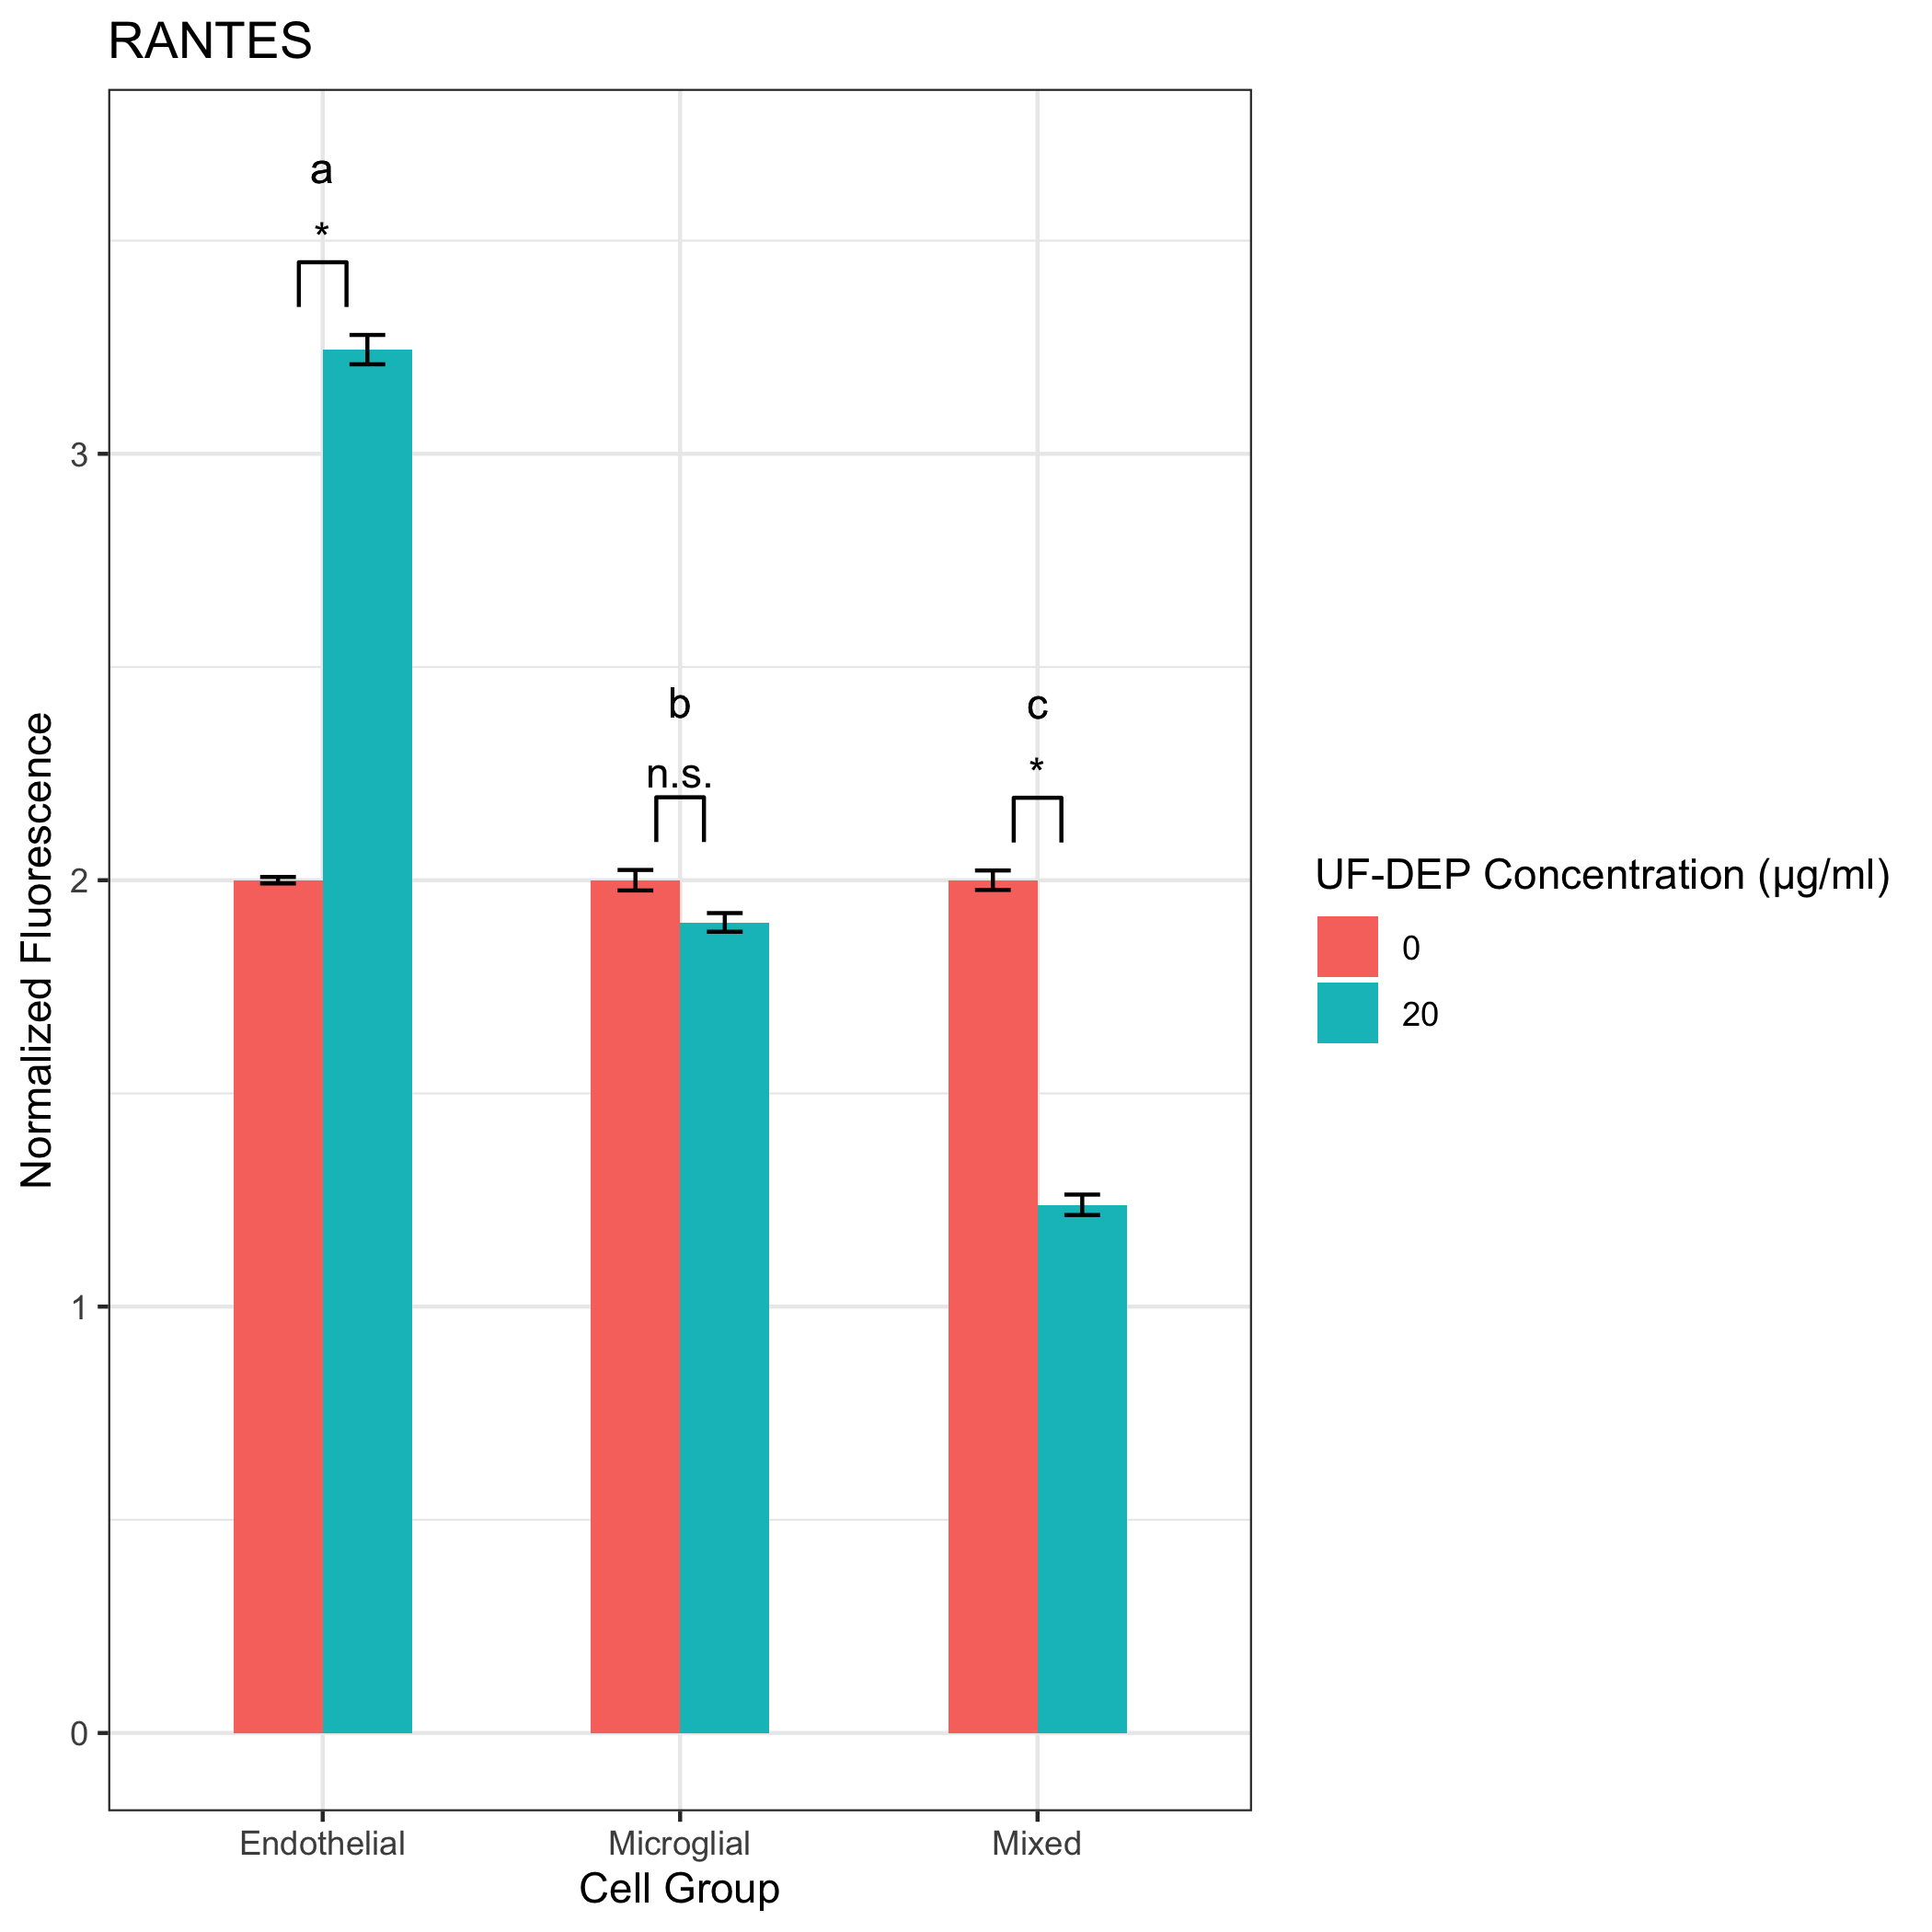 RANTES
a
*
3
b
c
n.s.
*
2
1
0
Normalized Fluorescence
Endothelial
Microglial
Mixed
Cell Group
UF-DEP Concentration (µg/ml)
0
20